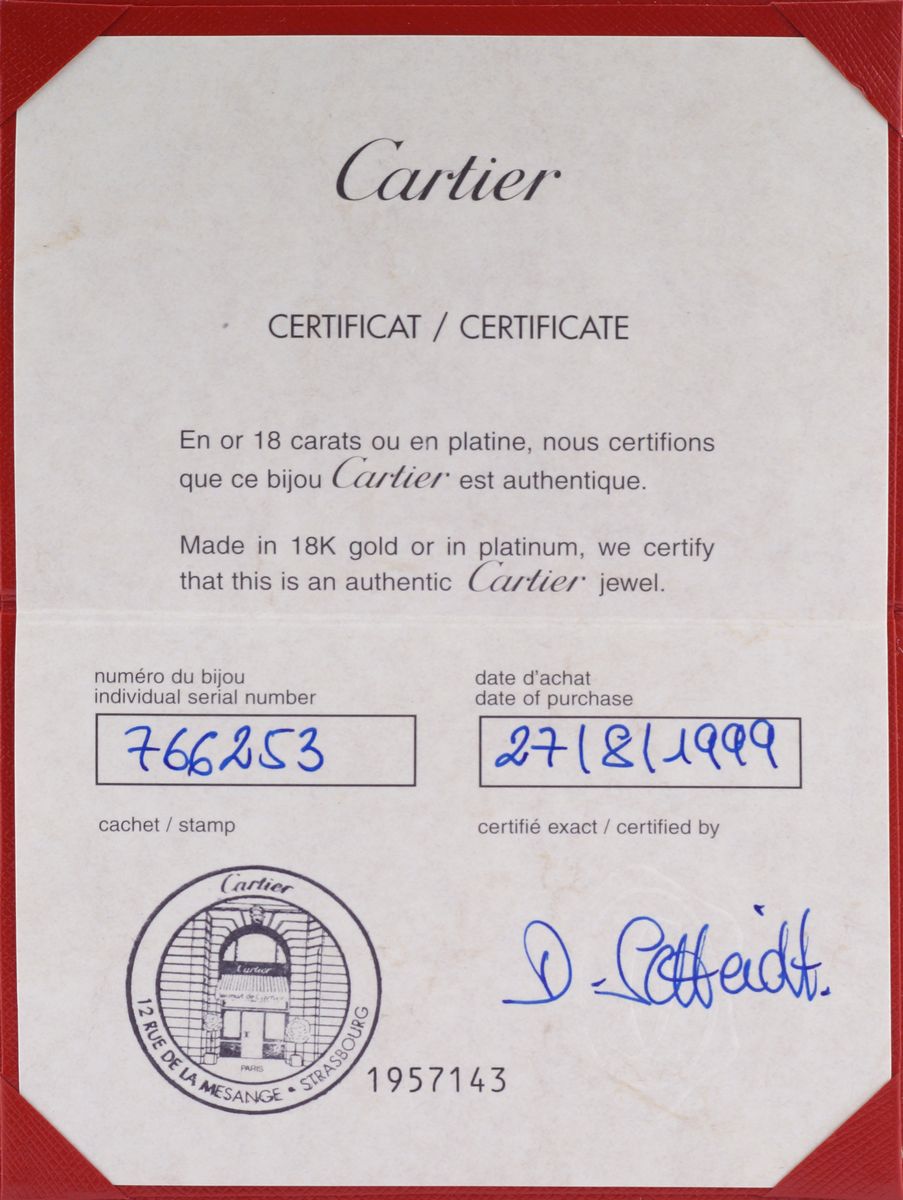 Cartier
CERTIFICAT / CERTIFICATE
En or 18 carats ou en platine, nous certifions
que ce bijou Cartier est authentique.
Made in 18K gold or in platinum, we certify
that this is an authentic Cartier jewel.
numéro du bijou
individual serial number
766253
date d'achat
date of purchase
27/8/1999
cachet / stamp
certifié exact / certified by
Cartier
Cartier
PARIS
12 RUE DE LA MESANGE • STRASBOURG
D.
1957143